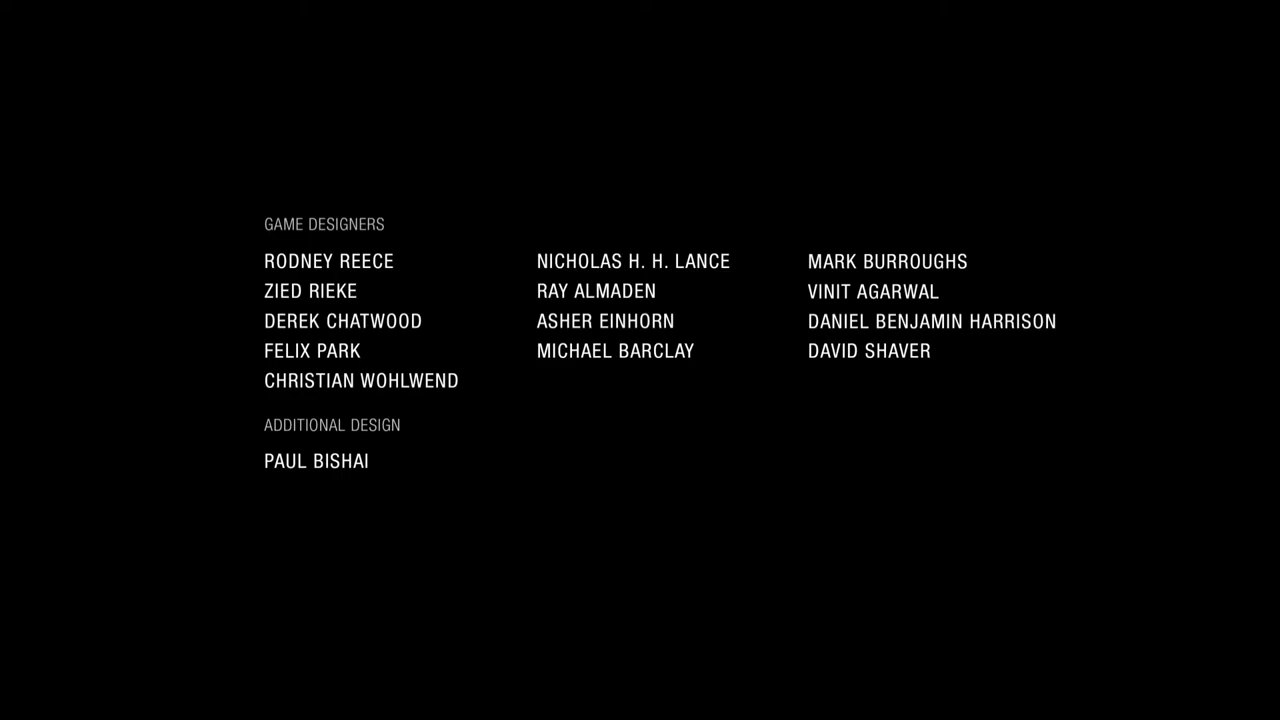 GAME DESIGNERS
RODNEY REECE
ZIED RIEKE
DEREK CHATWOOD
FELIX PARK
CHRISTIAN WOHLWEND
NICHOLAS H. H. LANCE
RAY ALMADEN
ASHER EINHORN
MICHAEL BARCLAY
MARK BURROUGHS
VINIT AGARWAL
DANIEL BENJAMIN HARRISON
DAVID SHAVER
ADDITIONAL DESIGN
PAUL BISHAI